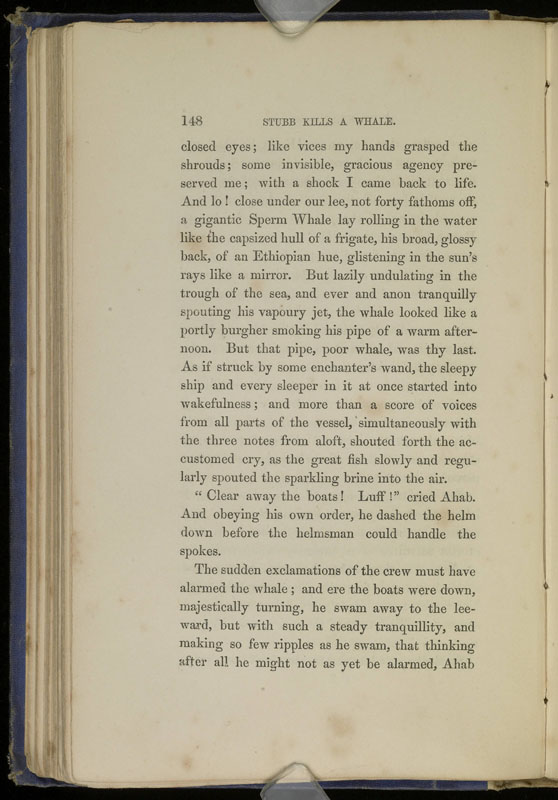 148 STUBB KILLS A WHALE.
closed eyes; like vices my hands grasped the
shrouds; some invisible, gracious agency pre-
served me; with a shock I came back to life.
And lo! close under our lee, not forty fathoms off,
a gigantic Sperm Whale lay rolling in the water
like the capsized hull of a frigate, his broad, glossy
back, of an Ethiopian hue, glistening in the sun's
rays like a mirror. But lazily undulating in the
trough of the sea, and ever and anon tranquilly
spouting his vapoury jet, the whale looked like a
portly burgher smoking his pipe of a warm after-
noon. But that pipe, poor whale, was thy last.
As if struck by some enchanter's wand, the sleepy
ship and every sleeper in it at once started into
wakefulness; and more than a score of voices
from all parts of the vessel, simultaneously with
the three notes from aloft, shouted forth the ac-
customed cry, as the great fish slowly and regu-
larly spouted the sparkling brine into the air.
"Clear away the boats! Luff!" cried Ahab.
And obeying his own order, he dashed the helm
down before the helmsman could handle the
spokes.
The sudden exclamations of the crew must have
alarmed the whale; and ere the boats were down,
majestically turning, he swam away to the lee-
ward, but with such a steady tranquillity, and
making so few ripples as he swam, that thinking
after all he might not as yet be alarmed, Ahab